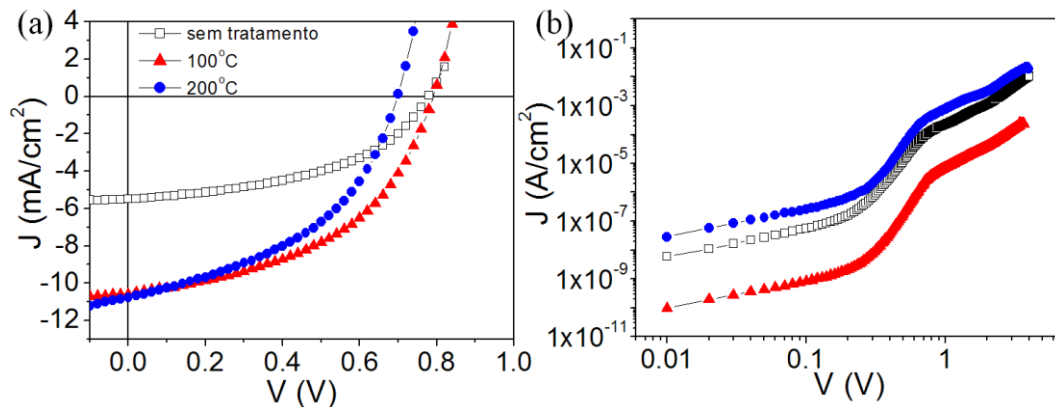 (a)
4
2
0
-2
-4
-6
-8
-10
-12
J (mA/cm²)
sem tratamento
100°C
200°C
0.0 0.2 0.4 0.6 0.8 1.0
V (V)
(b)
1x10⁻¹
1x10⁻³
1x10⁻⁵
1x10⁻⁷
1x10⁻⁹
1x10⁻¹¹
J (A/cm²)
0.01 0.1 1
V (V)